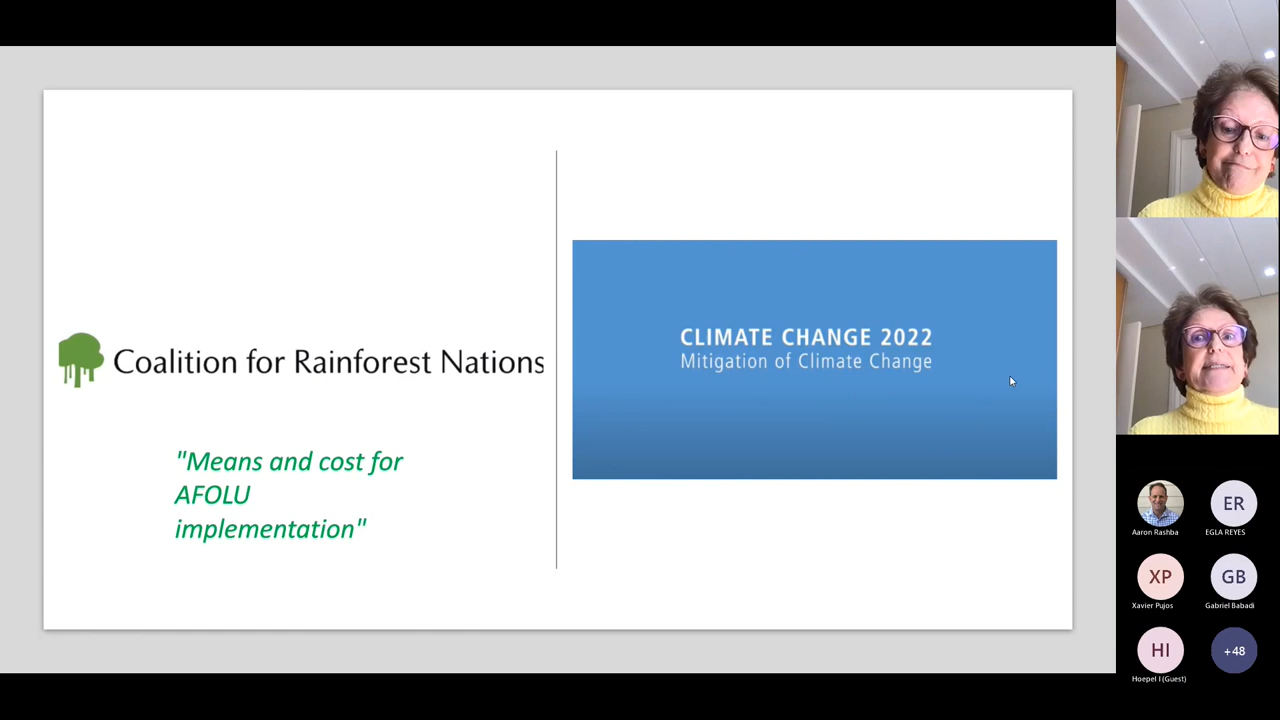 Coalition for Rainforest Nations
"Means and cost for
AFOLU
implementation"
CLIMATE CHANGE 2022
Mitigation of Climate Change
Aaron Rashba
ER
EGLA REYES
XP
Xavier Pujos
GB
Gabriel Babadi
HI
Hoepel I (Guest)
+48